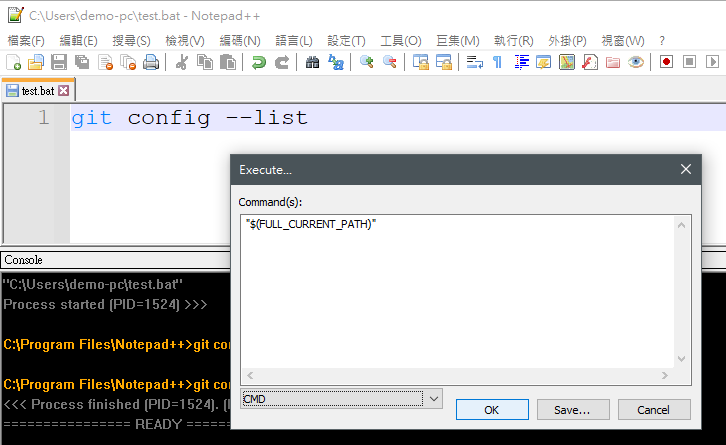 C:\Users\demo-pc\test.bat - Notepad++
檔案(F) 編輯(E) 搜尋(S) 檢視(V) 編碼(N) 語言(L) 設定(T) 工具(O) 巨集(M) 執行(R) 外掛(P) 視窗(W) ?
test.bat
1 git config --list
Execute...
Command(s):
"$(FULL_CURRENT_PATH)"
Console
"C:\Users\demo-pc\test.bat"
Process started (PID=1524) >>>
C:\Program Files\Notepad++>git con
C:\Program Files\Notepad++>git con
<<< Process finished (PID=1524). (
================ READY ======
CMD
OK
Save...
Cancel